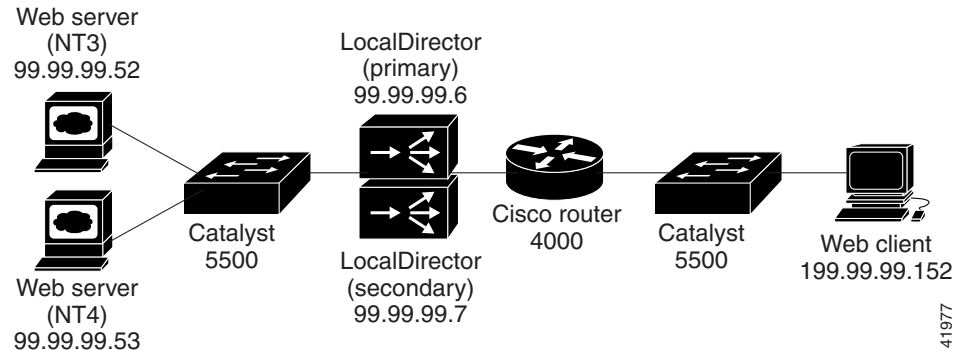 Web server
(NT3)
99.99.99.52
LocalDirector
(primary)
99.99.99.6
Catalyst
5500
Cisco router
4000
Catalyst
5500
Web client
199.99.99.152
LocalDirector
(secondary)
99.99.99.7
Web server
(NT4)
99.99.99.53
41977